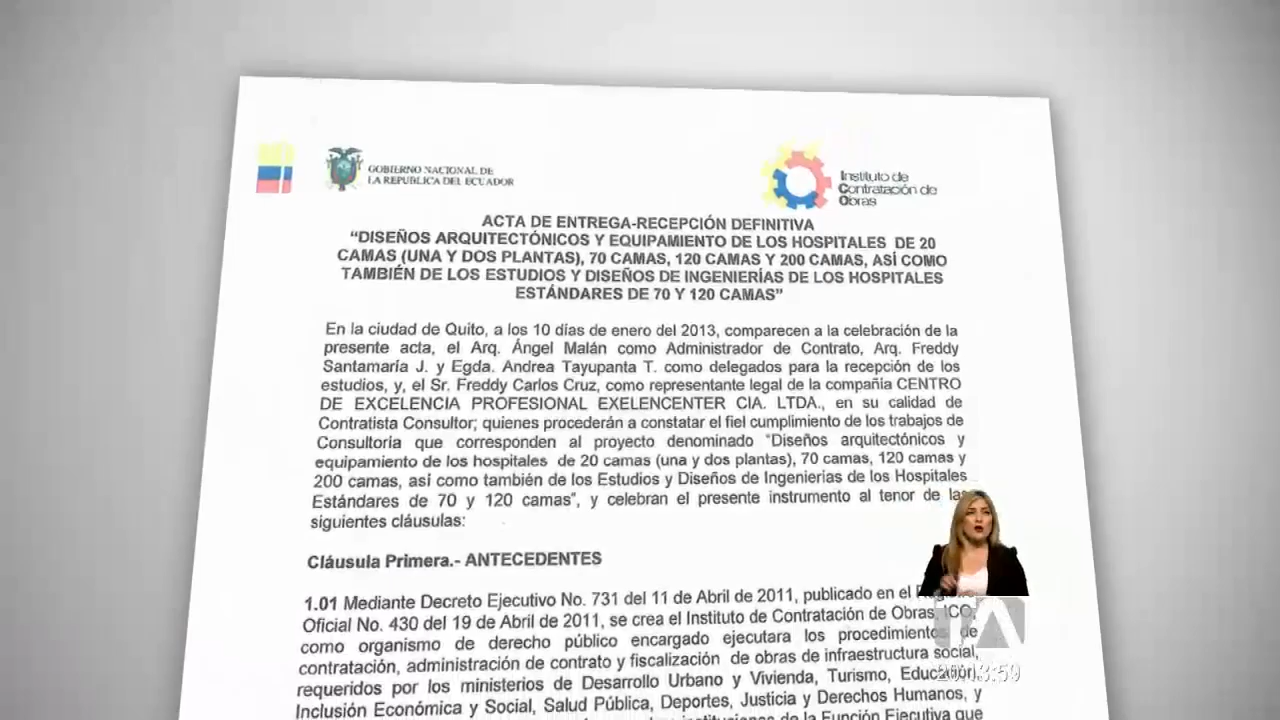 GOBIERNO NACIONAL DE
LA REPUBLICA DEL ECUADOR
Instituto de
Contratación de
Obras
ACTA DE ENTREGA-RECEPCIÓN DEFINITIVA
“DISEÑOS ARQUITECTÓNICOS Y EQUIPAMIENTO DE LOS HOSPITALES DE 20
CAMAS (UNA Y DOS PLANTAS), 70 CAMAS, 120 CAMAS Y 200 CAMAS, ASÍ COMO
TAMBIÉN DE LOS ESTUDIOS Y DISEÑOS DE INGENIERÍAS DE LOS HOSPITALES
ESTÁNDARES DE 70 Y 120 CAMAS”
En la ciudad de Quito, a los 10 días de enero del 2013, comparecen a la celebración de la
presente acta, el Arq. Ángel Malán como Administrador de Contrato, Arq. Freddy
Santamaría J. y Egda. Andrea Tayupanta T. como delegados para la recepción de los
estudios, y, el Sr. Freddy Carlos Cruz, como representante legal de la compañía CENTRO
DE EXCELENCIA PROFESIONAL EXELENCENTER CIA. LTDA., en su calidad de
Contratista Consultor; quienes procederán a constatar el fiel cumplimiento de los trabajos de
Consultoría que corresponden al proyecto denominado “Diseños arquitectónicos y
equipamiento de los hospitales de 20 camas (una y dos plantas), 70 camas, 120 camas y
200 camas, así como también de los Estudios y Diseños de Ingenierías de los Hospitales
Estándares de 70 y 120 camas”, y celebran el presente instrumento al tenor de las
siguientes cláusulas:
Cláusula Primera.- ANTECEDENTES
1.01 Mediante Decreto Ejecutivo No. 731 del 11 de Abril de 2011, publicado en el
Oficial No. 430 del 19 de Abril de 2011, se crea el Instituto de Contratación de Obras, ICO,
como organismo de derecho público encargado ejecutara los procedimientos de
contratación, administración de contrato y fiscalización de obras de infraestructura social,
requeridos por los ministerios de Desarrollo Urbano y Vivienda, Turismo, Educación,
Inclusión Económica y Social, Salud Pública, Deportes, Justicia y Derechos Humanos, y
instituciones de la Función Ejecutiva que
TA